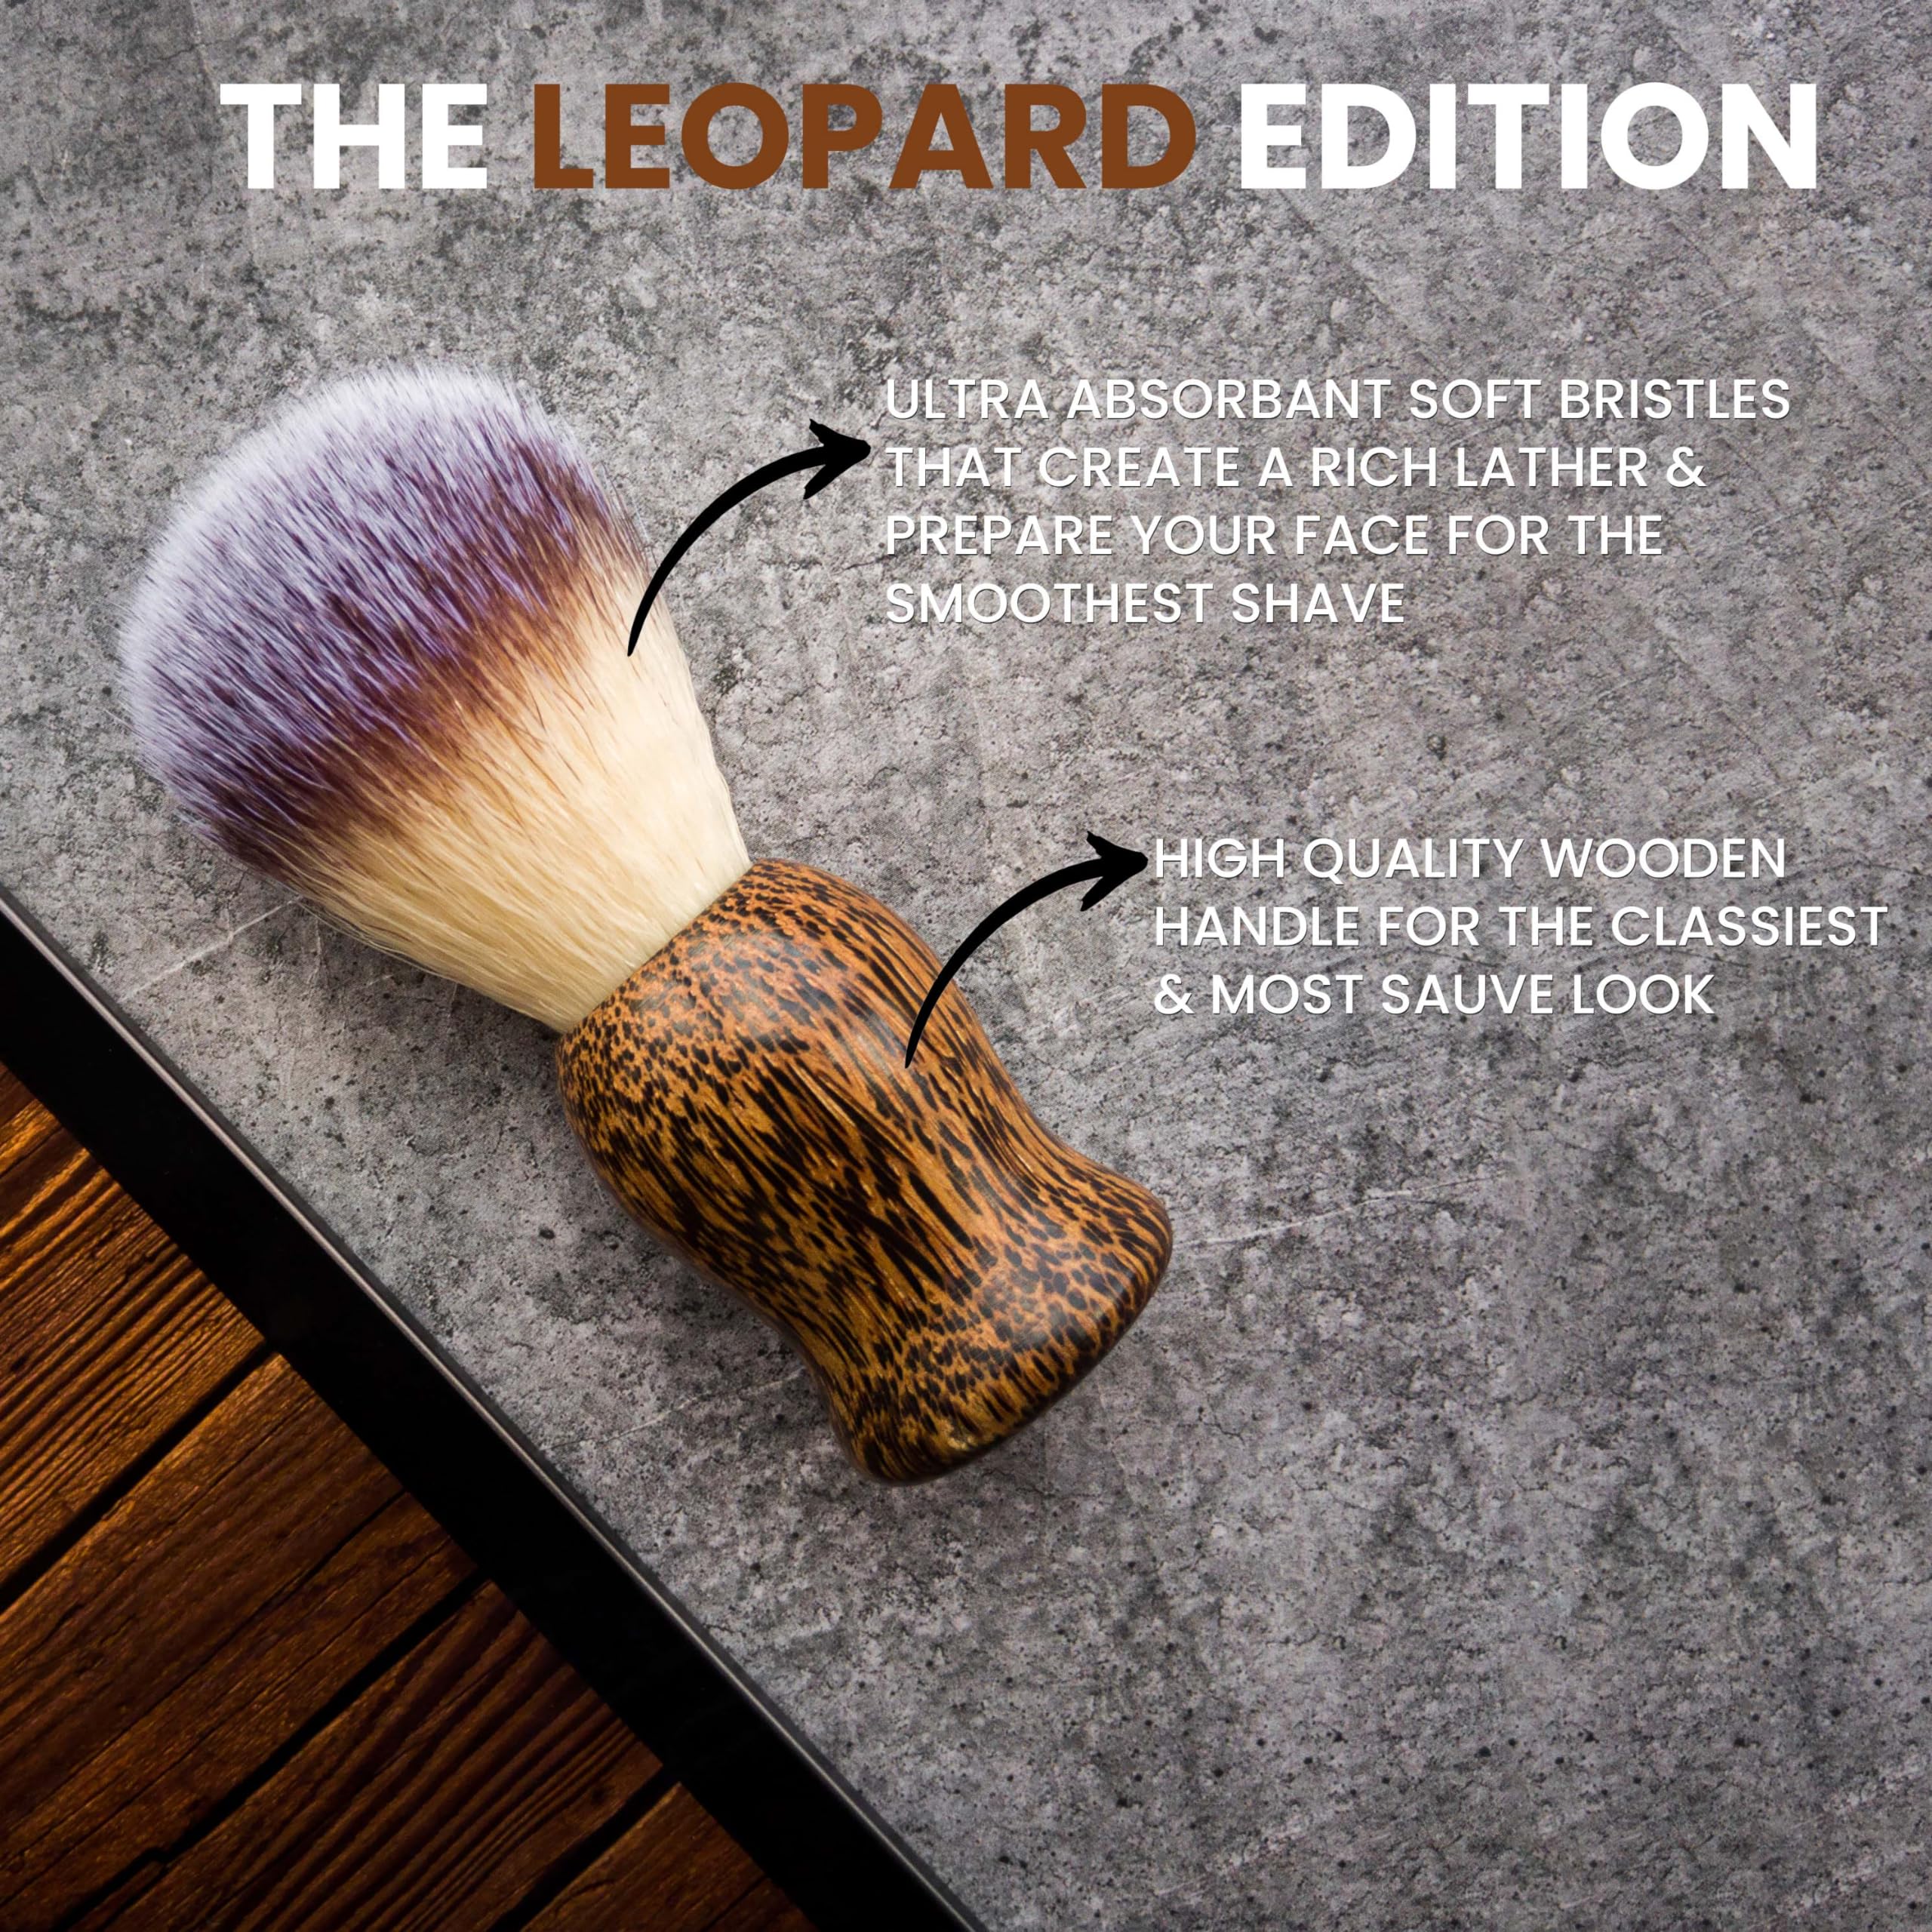 THE LEOPARD EDITION
ULTRA ABSORBANT SOFT BRISTLES
THAT CREATE A RICH LATHER &
PREPARE YOUR FACE FOR THE
SMOOTHEST SHAVE
HIGH QUALITY WOODEN
HANDLE FOR THE CLASSIEST
& MOST SAUVE LOOK